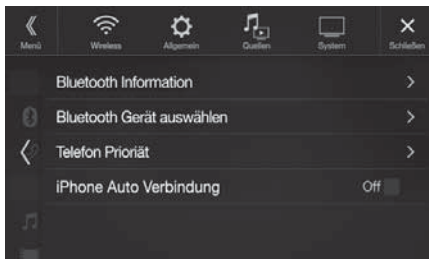 Menü Wireless Allgemein Quellen System Schließen
Bluetooth Information
Bluetooth Gerät auswählen
Telefon Prioriät
iPhone Auto Verbindung Off